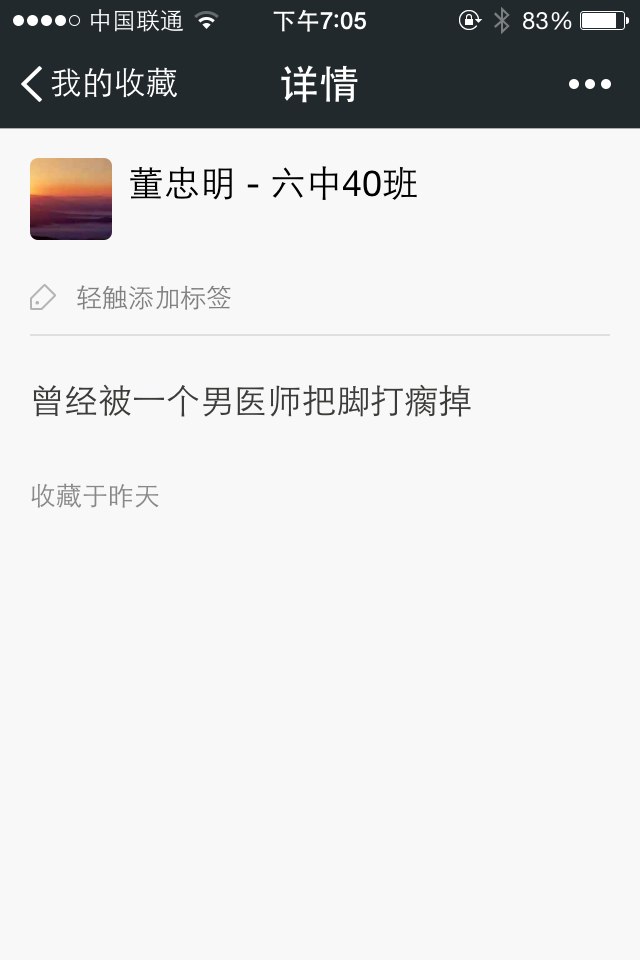 中国联通 下午7:05 83%
我的收藏 详情
董忠明 - 六中40班
轻触添加标签
曾经被一个男医师把脚打瘸掉
收藏于昨天